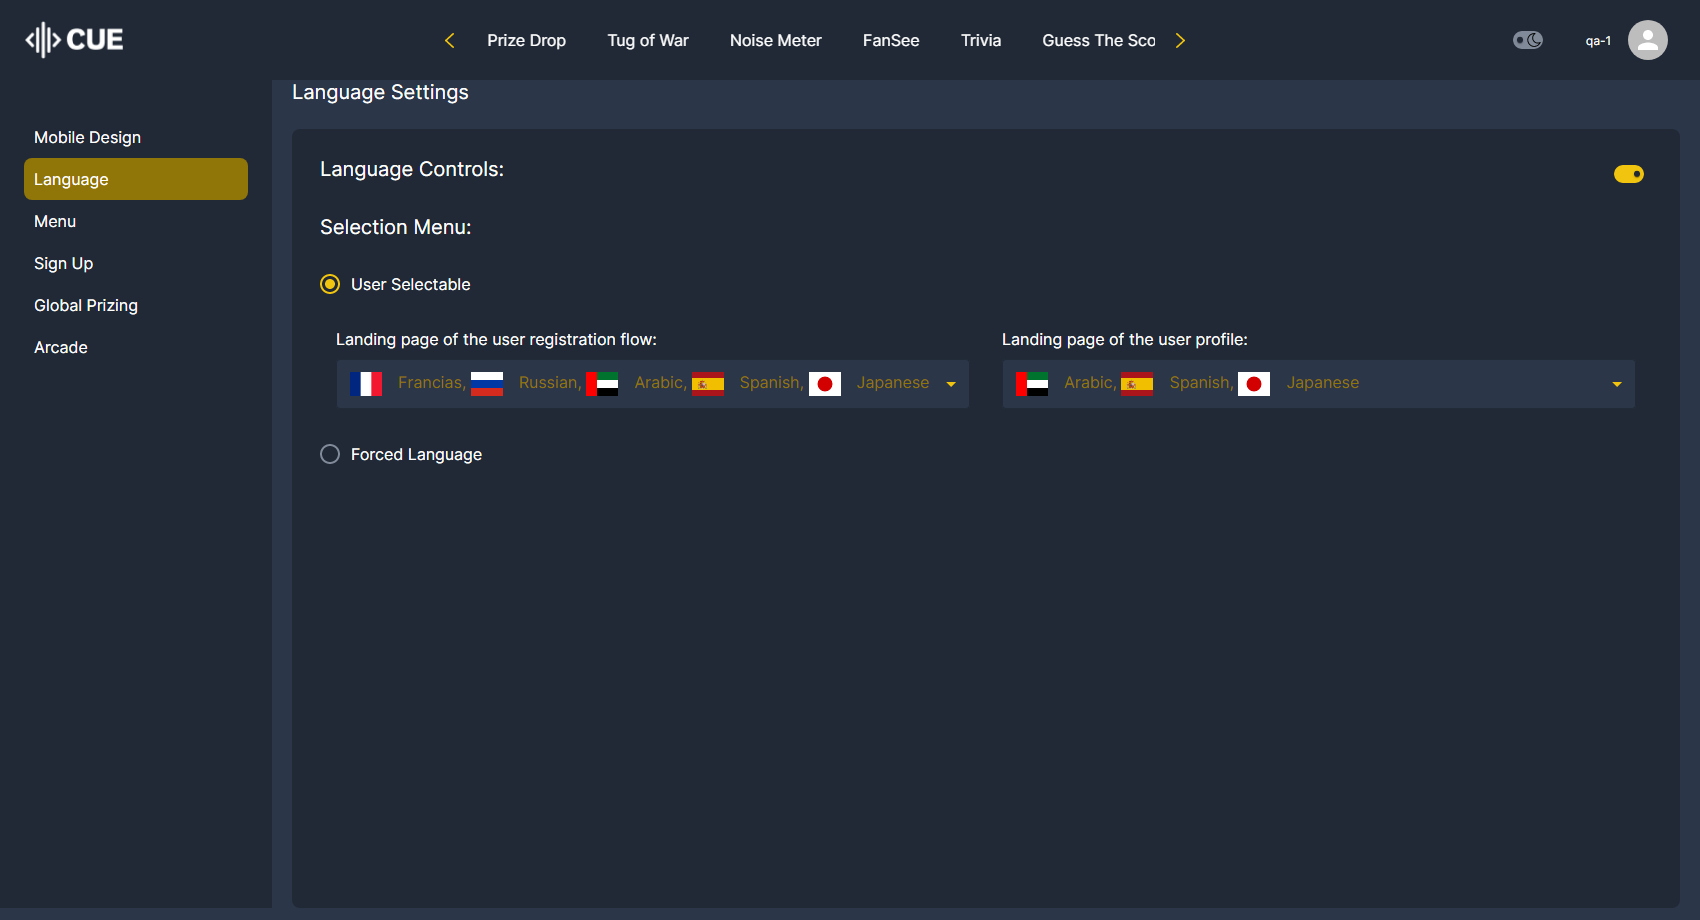 CUE
Prize Drop
Tug of War
Noise Meter
FanSee
Trivia
Guess The Sco
qa-1
Mobile Design
Language
Menu
Sign Up
Global Prizing
Arcade
Language Settings
Language Controls:
Selection Menu:
User Selectable
Landing page of the user registration flow:
Francias, Russian, Arabic, Spanish, Japanese
Landing page of the user profile:
Arabic, Spanish, Japanese
Forced Language